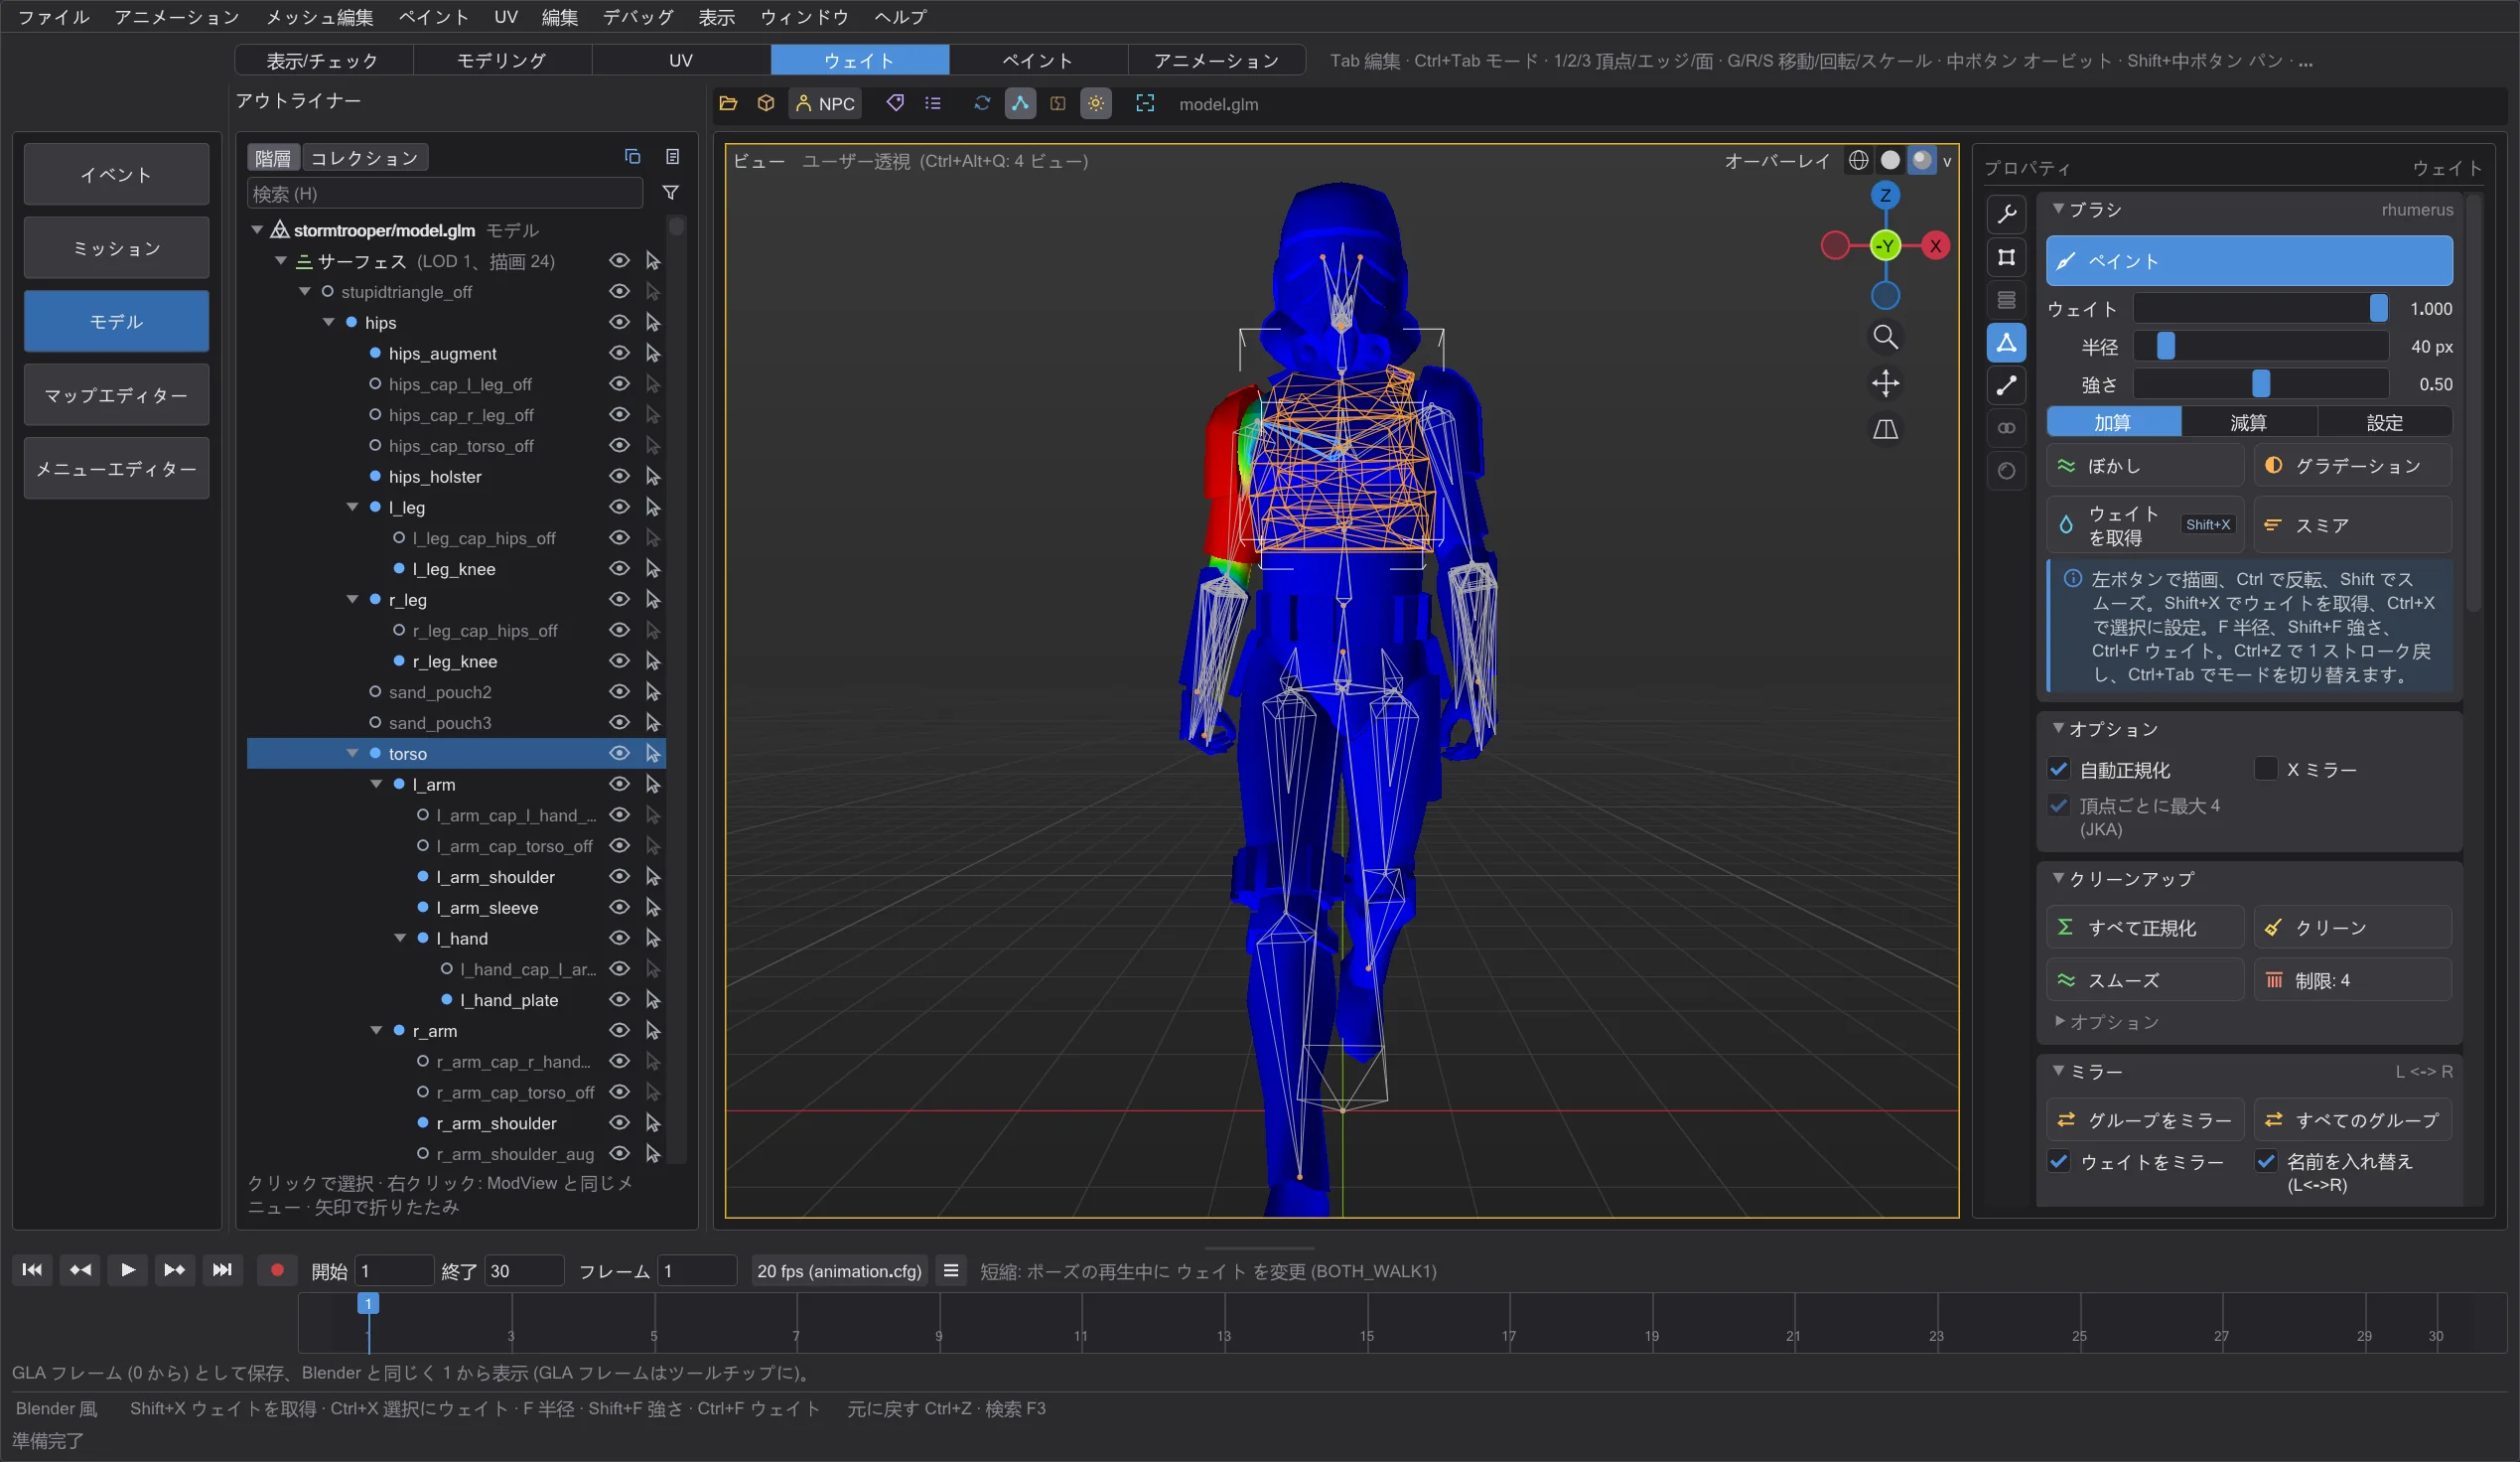 ファイル アニメーション メッシュ編集 ペイント UV 編集 デバッグ 表示 ウィンドウ ヘルプ
表示/チェック モデリング UV ウェイト ペイント アニメーション Tab 編集 · Ctrl+Tab モード · 1/2/3 頂点/エッジ/面 · G/R/S 移動/回転/スケール · 中ボタン オービット · Shift+中ボタン パン · ...
イベント
ミッション
モデル
マップエディター
メニューエディター
アウトライナー
階層 コレクション
検索 (H)
stormtrooper/model.glm モデル
サーフェス (LOD 1、描画 24)
stupidtriangle_off
hips
hips_augment
hips_cap_l_leg_off
hips_cap_r_leg_off
hips_cap_torso_off
hips_holster
l_leg
l_leg_cap_hips_off
l_leg_knee
r_leg
r_leg_cap_hips_off
r_leg_knee
sand_pouch2
sand_pouch3
torso
l_arm
l_arm_cap_l_hand_...
l_arm_cap_torso_off
l_arm_shoulder
l_arm_sleeve
l_hand
l_hand_cap_l_ar...
l_hand_plate
r_arm
r_arm_cap_r_hand...
r_arm_cap_torso_off
r_arm_shoulder
r_arm_shoulder_aug
クリックで選択 · 右クリック: ModView と同じメ
ニュー · 矢印で折りたたみ
NPC model.glm
ビュー ユーザー透視 (Ctrl+Alt+Q: 4 ビュー) オーバーレイ v
Z
-Y X
プロパティ ウェイト
ブラシ rhumerus
ペイント
ウェイト 1.000
半径 40 px
強さ 0.50
加算 減算 設定
ぼかし グラデーション
ウェイト
を取得 Shift+X スミア
左ボタンで描画、Ctrl で反転、Shift でス
ムーズ。Shift+X でウェイトを取得、Ctrl+X
で選択に設定。F 半径、Shift+F 強さ、
Ctrl+F ウェイト。Ctrl+Z で 1 ストローク戻
し、Ctrl+Tab でモードを切り替えます。
オプション
自動正規化 X ミラー
頂点ごとに最大 4
(JKA)
クリーンアップ
すべて正規化 クリーン
スムーズ 制限: 4
オプション
ミラー L <-> R
グループをミラー すべてのグループ
ウェイトをミラー 名前を入れ替え
(L<->R)
開始 1 終了 30 フレーム 1 20 fps (animation.cfg) 短縮: ポーズの再生中に ウェイト を変更 (BOTH_WALK1)
1
3 5 7 9 11 13 15 17 19 21 23 25 27 29 30
GLA フレーム (0 から) として保存、Blender と同じく 1 から表示 (GLA フレームはツールチップに)。
Blender 風 Shift+X ウェイトを取得 · Ctrl+X 選択にウェイト · F 半径 · Shift+F 強さ · Ctrl+F ウェイト 元に戻す Ctrl+Z · 検索 F3
準備完了